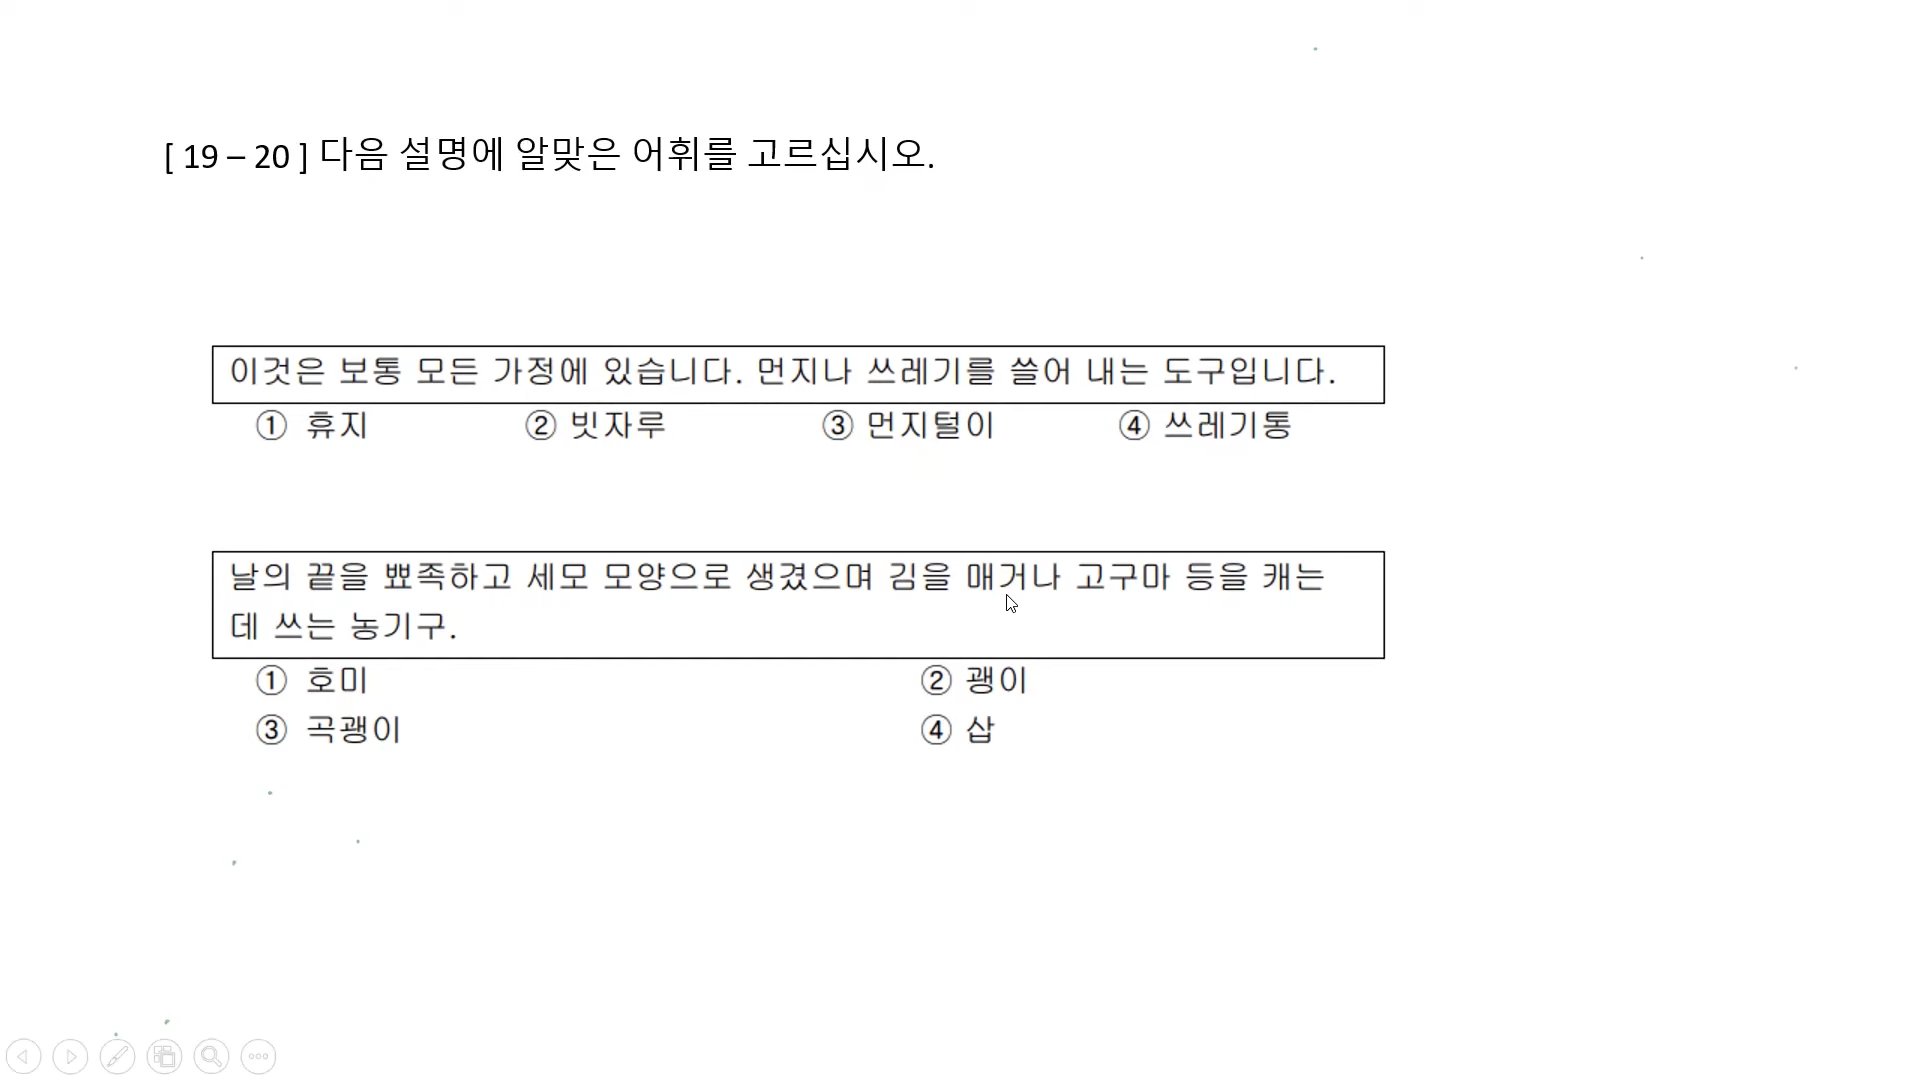 [ 19 – 20 ] 다음 설명에 알맞은 어휘를 고르십시오.
이것은 보통 모든 가정에 있습니다. 먼지나 쓰레기를 쓸어 내는 도구입니다.
① 휴지 ② 빗자루 ③ 먼지털이 ④ 쓰레기통
날의 끝을 뾰족하고 세모 모양으로 생겼으며 김을 매거나 고구마 등을 캐는
데 쓰는 농기구.
① 호미 ② 괭이
③ 곡괭이 ④ 삽